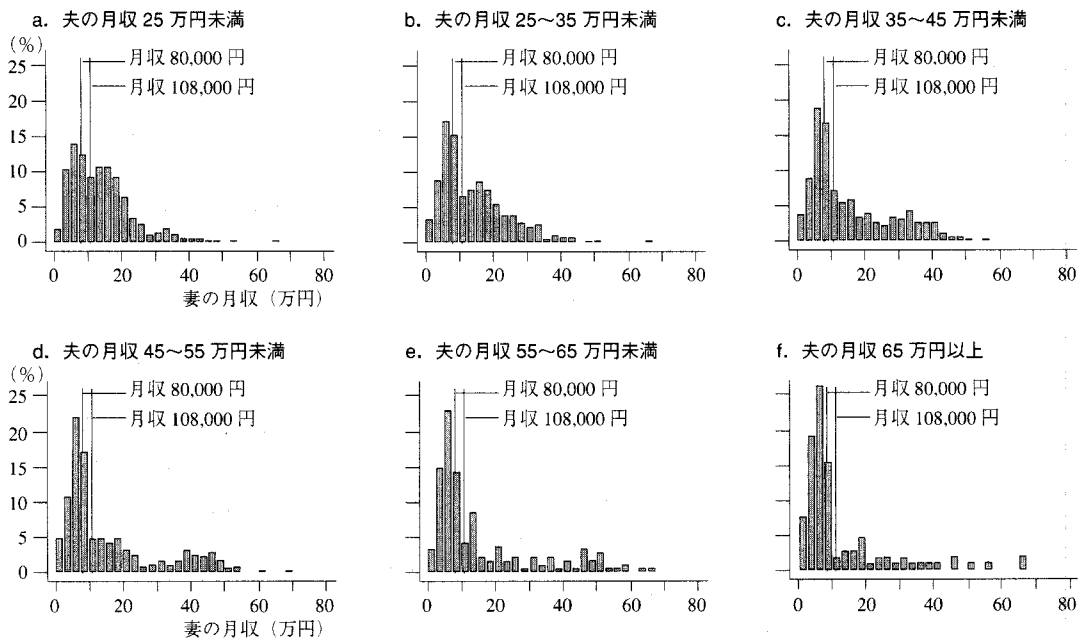 a. 夫の月収 25 万円未満
(%)
月収 80,000 円
月収 108,000 円
25
20
15
10
5
0
0 20 40 60 80
妻の月収（万円）
b. 夫の月収 25～35 万円未満
月収 80,000 円
月収 108,000 円
0 20 40 60 80
c. 夫の月収 35～45 万円未満
月収 80,000 円
月収 108,000 円
0 20 40 60 80
d. 夫の月収 45～55 万円未満
(%)
月収 80,000 円
月収 108,000 円
25
20
15
10
5
0
0 20 40 60 80
妻の月収（万円）
e. 夫の月収 55～65 万円未満
月収 80,000 円
月収 108,000 円
0 20 40 60 80
f. 夫の月収 65 万円以上
月収 80,000 円
月収 108,000 円
0 20 40 60 80